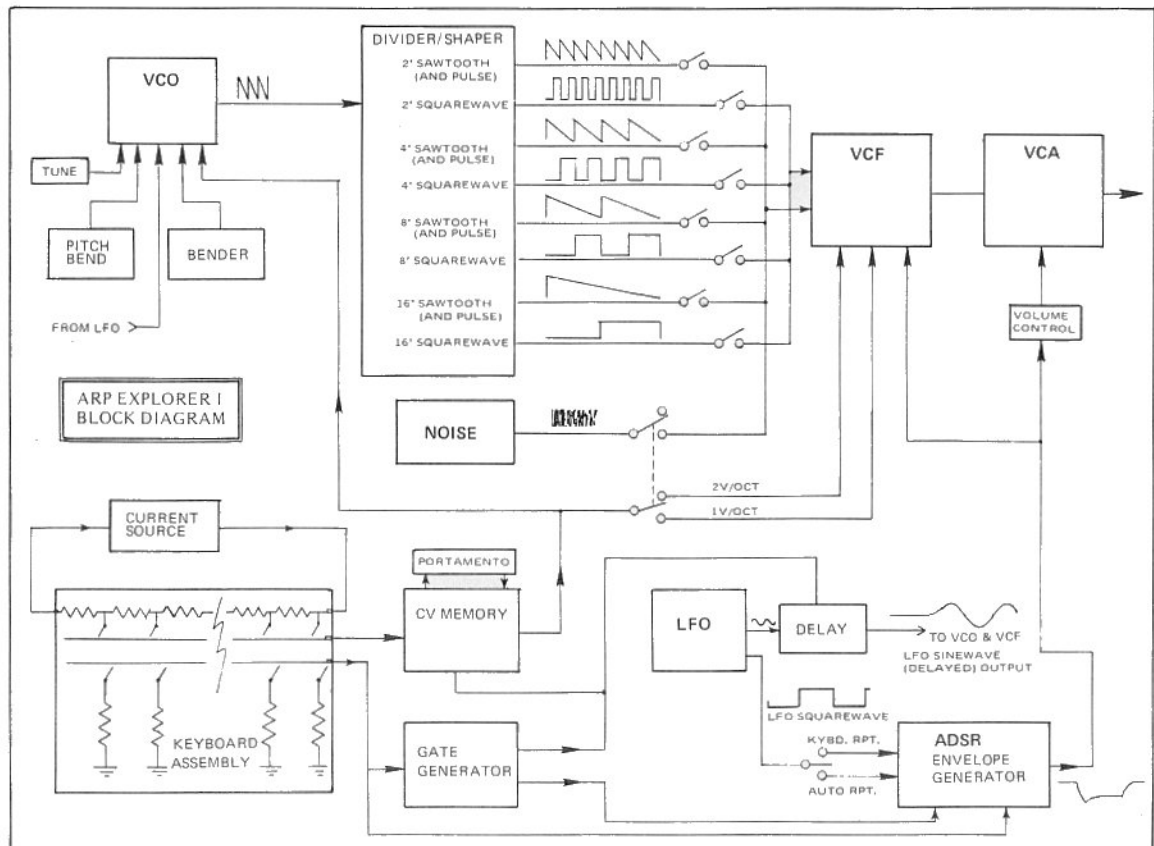 DIVIDER/SHAPER
VCO
2' SAWTOOTH
(AND PULSE)
2' SQUAREWAVE
4' SAWTOOTH
(AND PULSE)
4' SQUAREWAVE
8' SAWTOOTH
(AND PULSE)
8' SQUAREWAVE
16' SAWTOOTH
(AND PULSE)
16' SQUAREWAVE
VCF
VCA
TUNE
PITCH
BEND
BENDER
FROM LFO
VOLUME
CONTROL
ARP EXPLORER I
BLOCK DIAGRAM
NOISE
2V/OCT
1V/OCT
CURRENT
SOURCE
PORTAMENTO
CV MEMORY
LFO
DELAY
TO VCO & VCF
LFO SINEWAVE
(DELAYED) OUTPUT
LFO SQUAREWAVE
KYBD. RPT.
AUTO RPT.
ADSR
ENVELOPE
GENERATOR
KEYBOARD
ASSEMBLY
GATE
GENERATOR